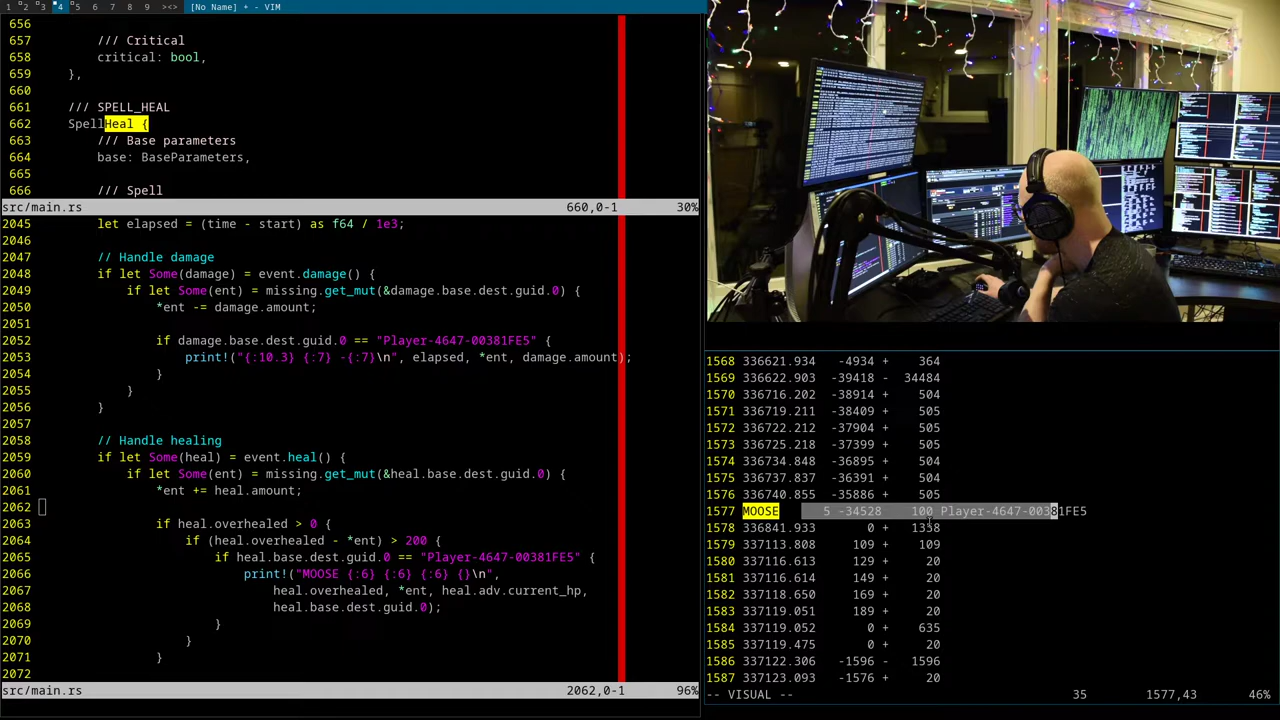 1 2 3 4 5 6 7 8 9 ><> [No Name] + - VIM
656
657 /// Critical
658 critical: bool,
659 },
660
661 /// SPELL_HEAL
662 SpellHeal {
663 /// Base parameters
664 base: BaseParameters,
665
666 /// Spell
src/main.rs 660,0-1 30%
2045 let elapsed = (time - start) as f64 / 1e3;
2046
2047 // Handle damage
2048 if let Some(damage) = event.damage() {
2049 if let Some(ent) = missing.get_mut(&damage.base.dest.guid.0) {
2050 *ent -= damage.amount;
2051
2052 if damage.base.dest.guid.0 == "Player-4647-00381FE5" {
2053 print!("{:10.3} {:7} -{:7}\n", elapsed, *ent, damage.amount);
2054 }
2055 }
2056 }
2057
2058 // Handle healing
2059 if let Some(heal) = event.heal() {
2060 if let Some(ent) = missing.get_mut(&heal.base.dest.guid.0) {
2061 *ent += heal.amount;
2062
2063 if heal.overhealed > 0 {
2064 if (heal.overhealed - *ent) > 200 {
2065 if heal.base.dest.guid.0 == "Player-4647-00381FE5" {
2066 print!("MOOSE {:6} {:6} {:6} {}\n",
2067 heal.overhealed, *ent, heal.adv.current_hp,
2068 heal.base.dest.guid.0);
2069 }
2070 }
2071 }
2072
src/main.rs 2062,0-1 96%
1568 336621.934 -4934 + 364
1569 336622.903 -39418 - 34484
1570 336716.202 -38914 + 504
1571 336719.211 -38409 + 505
1572 336722.212 -37904 + 505
1573 336725.218 -37399 + 505
1574 336734.848 -36895 + 504
1575 336737.837 -36391 + 504
1576 336740.855 -35886 + 505
1577 MOOSE 5 -34528 100 Player-4647-00381FE5
1578 336841.933 0 + 1358
1579 337113.808 109 + 109
1580 337116.613 129 + 20
1581 337116.614 149 + 20
1582 337118.650 169 + 20
1583 337119.051 189 + 20
1584 337119.052 0 + 635
1585 337119.475 0 + 20
1586 337122.306 -1596 - 1596
1587 337123.093 -1576 + 20
-- VISUAL -- 35 1577,43 46%